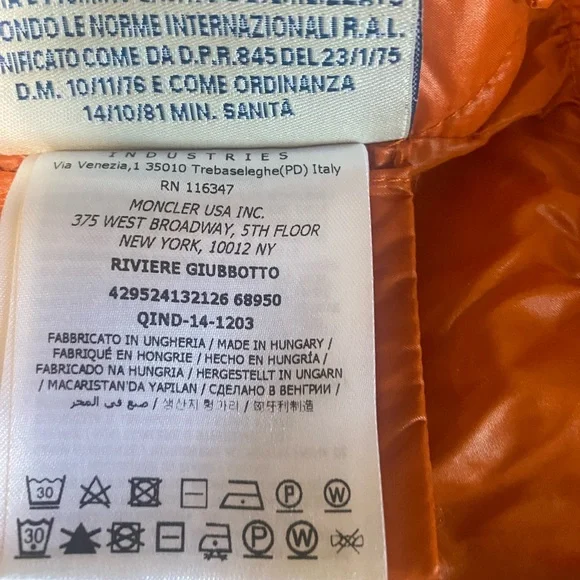 ONDO LE NORME INTERNAZIONALI R.A.L.
NIFICATO COME DA D.P.R.845 DEL 23/1/75
D.M. 10/11/76 E COME ORDINANZA
14/10/81 MIN. SANITÀ
INDUSTRIES
Via Venezia,1 35010 Trebaseleghe(PD) Italy
RN 116347
MONCLER USA INC.
375 WEST BROADWAY, 5TH FLOOR
NEW YORK, 10012 NY
RIVIERE GIUBBOTTO
429524132126 68950
QIND-14-1203
FABBRICATO IN UNGHERIA / MADE IN HUNGARY /
FABRIQUÉ EN HONGRIE / HECHO EN HUNGRÍA /
FABRICADO NA HUNGRIA / HERGESTELLT IN UNGARN
/ MACARISTAN'DA YAPILAN / СДЕЛАНО В ВЕНГРИИ /
صنع في المجر / 생산지 헝가리 / 匈牙利制造
30 P W
30 P W